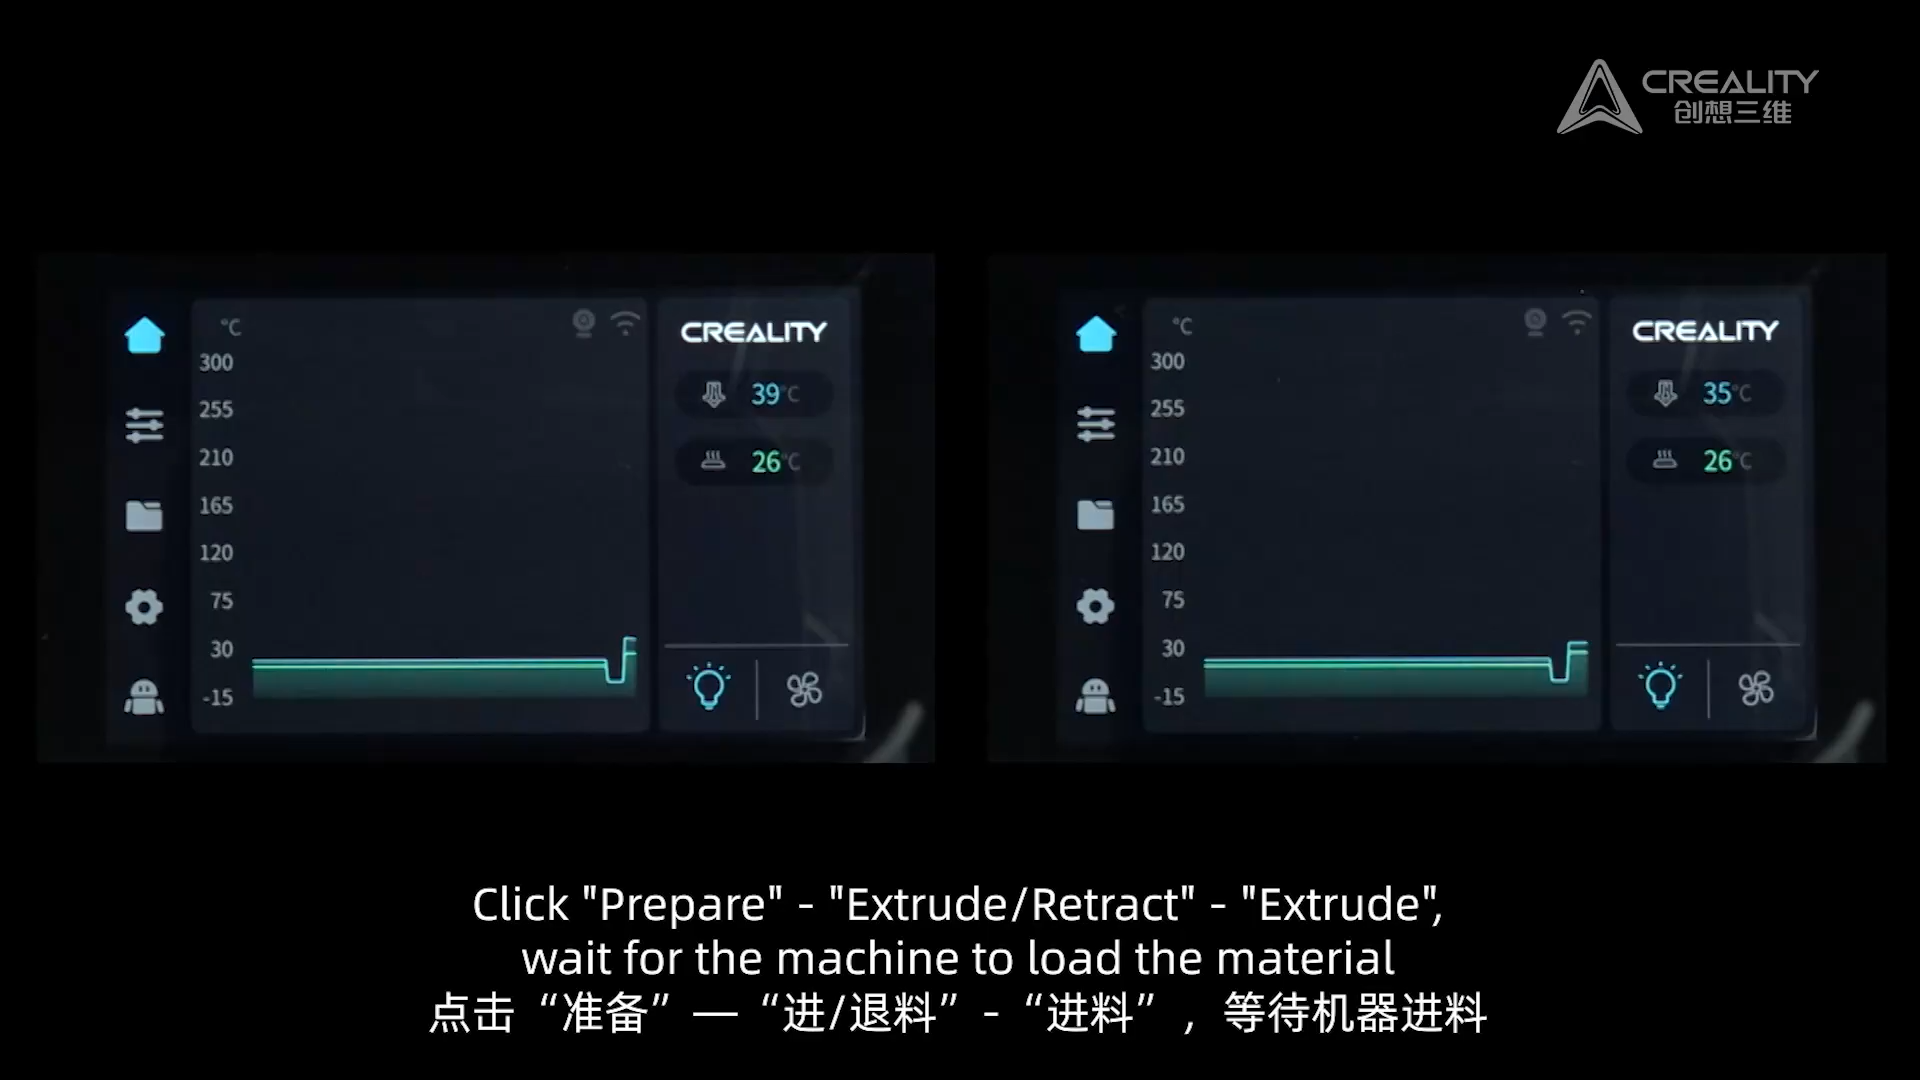 CREALITY
创想三维
°C
300
255
210
165
120
75
30
-15
CREALITY
39°C
26°C
°C
300
255
210
165
120
75
30
-15
CREALITY
35°C
26°C
Click "Prepare" - "Extrude/Retract" - "Extrude",
wait for the machine to load the material
点击“准备”—“进/退料”-“进料”，等待机器进料